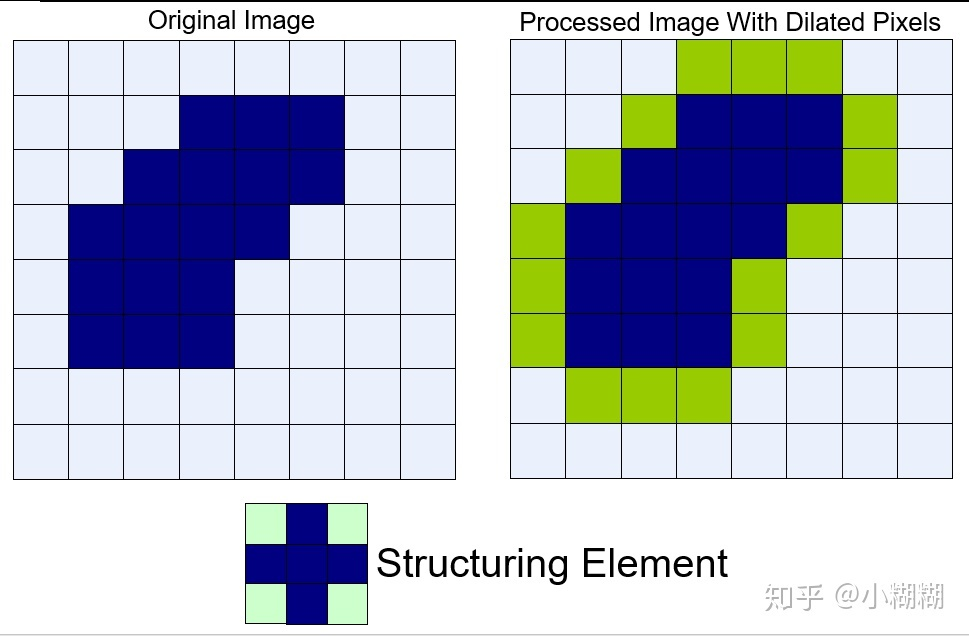 Original Image
Processed Image With Dilated Pixels
Structuring Element
知乎 @小糊糊